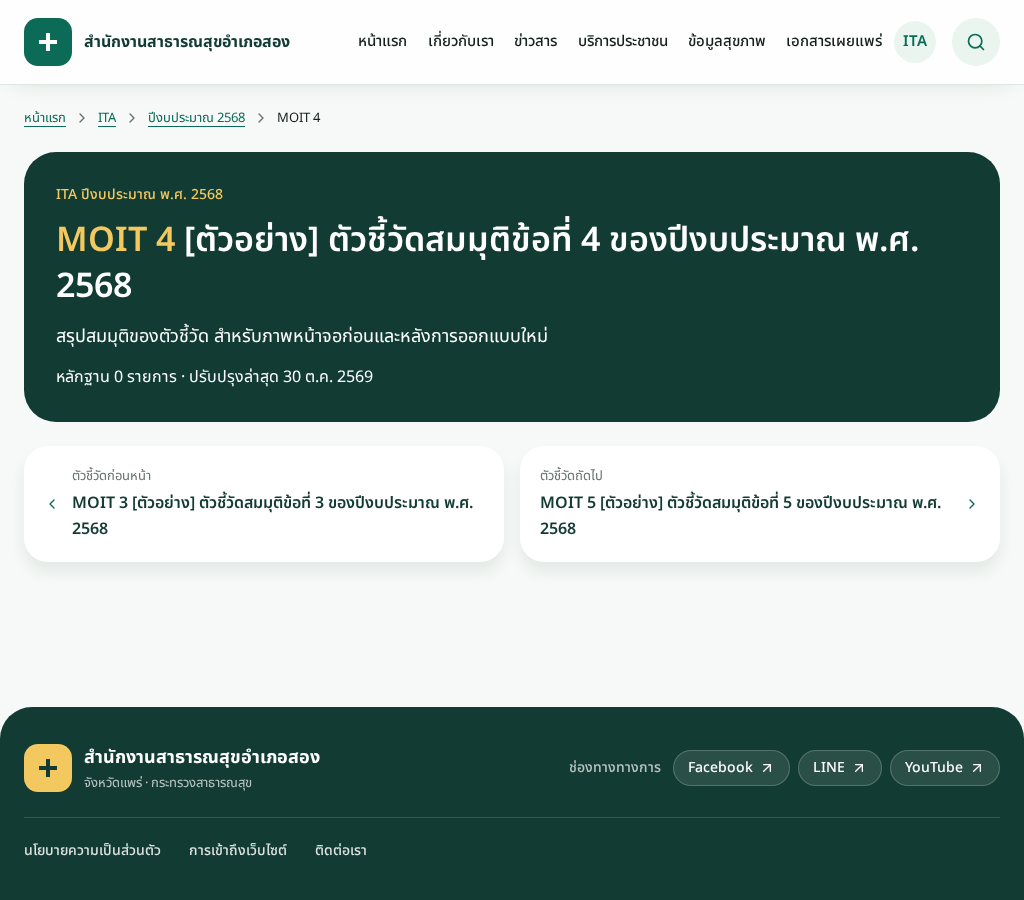 สำนักงานสาธารณสุขอำเภอสอง
หน้าแรก เกี่ยวกับเรา ข่าวสาร บริการประชาชน ข้อมูลสุขภาพ เอกสารเผยแพร่ ITA
หน้าแรก ITA ปีงบประมาณ 2568 MOIT 4
ITA ปีงบประมาณ พ.ศ. 2568
MOIT 4 [ตัวอย่าง] ตัวชี้วัดสมมุติข้อที่ 4 ของปีงบประมาณ พ.ศ.
2568
สรุปสมมุติของตัวชี้วัด สำหรับภาพหน้าจอก่อนและหลังการออกแบบใหม่
หลักฐาน 0 รายการ · ปรับปรุงล่าสุด 30 ต.ค. 2569
ตัวชี้วัดก่อนหน้า
MOIT 3 [ตัวอย่าง] ตัวชี้วัดสมมุติข้อที่ 3 ของปีงบประมาณ พ.ศ.
2568
ตัวชี้วัดถัดไป
MOIT 5 [ตัวอย่าง] ตัวชี้วัดสมมุติข้อที่ 5 ของปีงบประมาณ พ.ศ.
2568
สำนักงานสาธารณสุขอำเภอสอง
จังหวัดแพร่ · กระทรวงสาธารณสุข
ช่องทางทางการ Facebook LINE YouTube
นโยบายความเป็นส่วนตัว การเข้าถึงเว็บไซต์ ติดต่อเรา